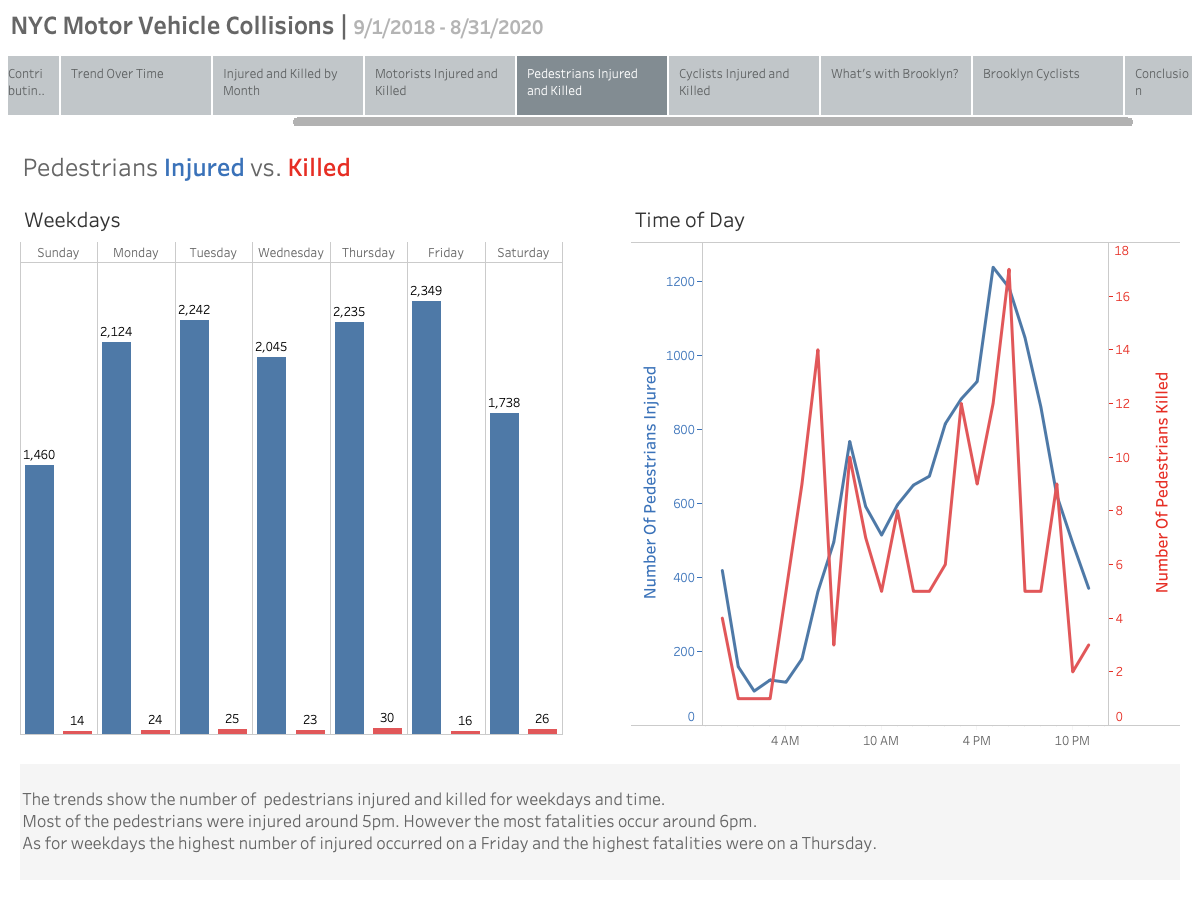 NYC Motor Vehicle Collisions | 9/1/2018 - 8/31/2020
Contri
butin..
Trend Over Time
Injured and Killed by
Month
Motorists Injured and
Killed
Pedestrians Injured
and Killed
Cyclists Injured and
Killed
What's with Brooklyn?
Brooklyn Cyclists
Conclusio
n
Pedestrians Injured vs. Killed
Weekdays
Sunday Monday Tuesday Wednesday Thursday Friday Saturday
1,460
14
2,124
24
2,242
25
2,045
23
2,235
30
2,349
16
1,738
26
Time of Day
Number Of Pedestrians Injured
1200
1000
800
600
400
200
0
18
16
14
12
10
8
6
4
2
0
Number Of Pedestrians Killed
4 AM 10 AM 4 PM 10 PM
The trends show the number of  pedestrians injured and killed for weekdays and time.
Most of the pedestrians were injured around 5pm. However the most fatalities occur around 6pm.
As for weekdays the highest number of injured occurred on a Friday and the highest fatalities were on a Thursday.